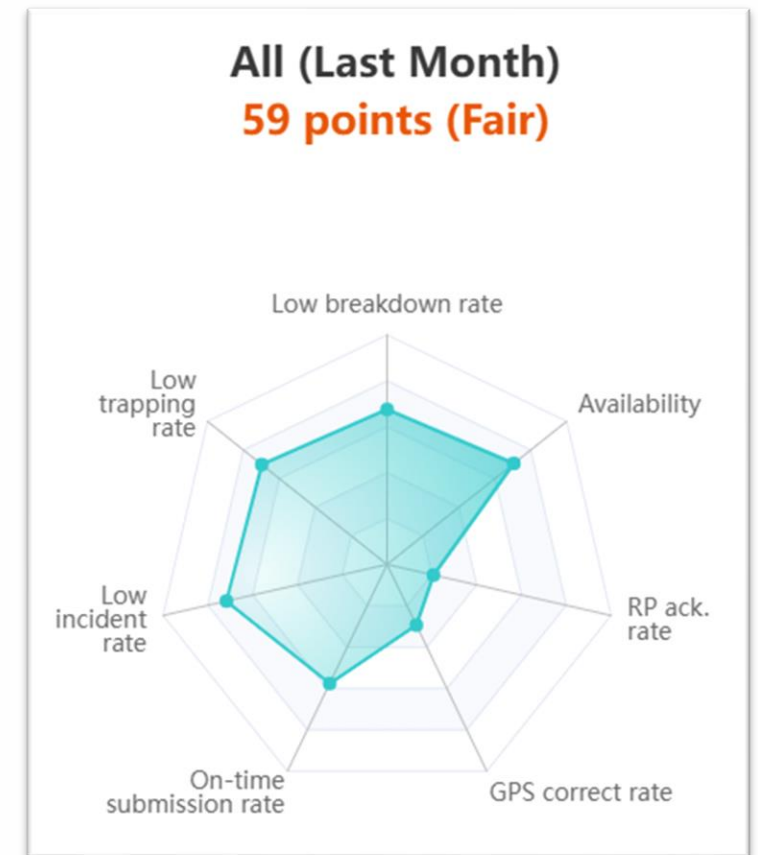 All (Last Month)
59 points (Fair)
Low breakdown rate
Low
trapping
rate
Availability
Low
incident
rate
RP ack.
rate
On-time
submission rate
GPS correct rate